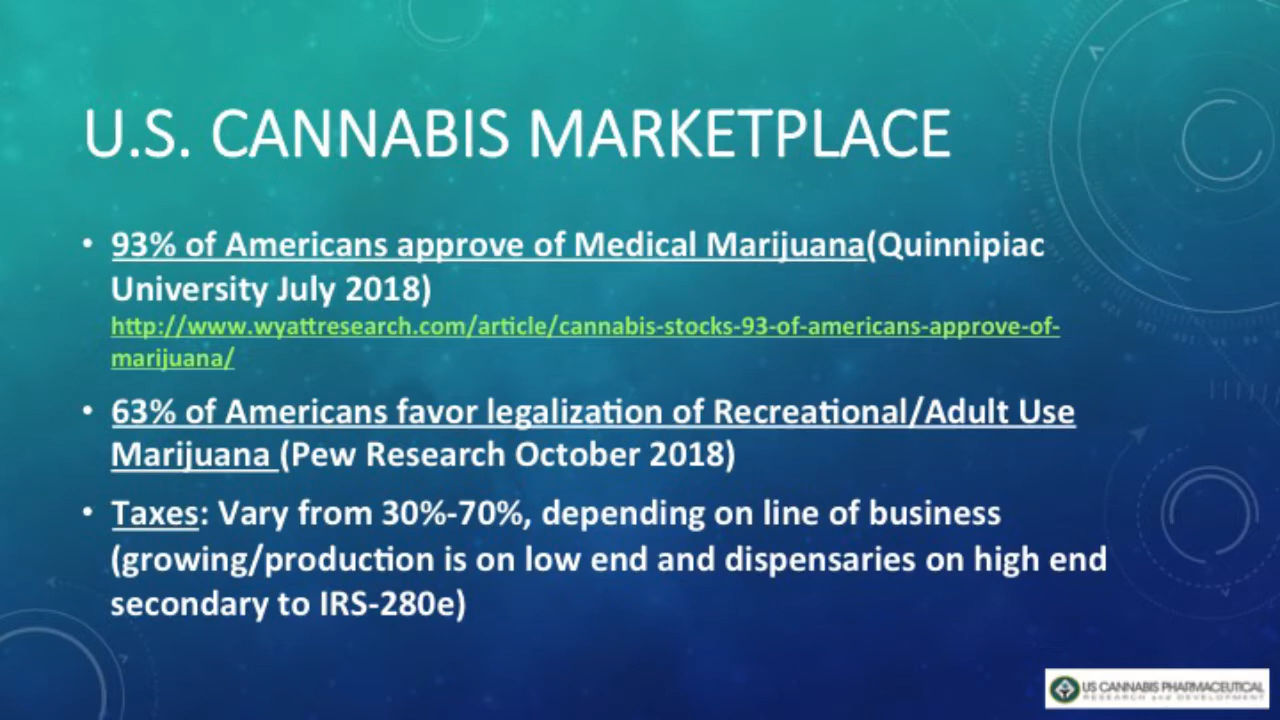 U.S. CANNABIS MARKETPLACE
• 93% of Americans approve of Medical Marijuana(Quinnipiac
University July 2018)
http://www.wyattresearch.com/article/cannabis-stocks-93-of-americans-approve-of-
marijuana/
• 63% of Americans favor legalization of Recreational/Adult Use
Marijuana (Pew Research October 2018)
• Taxes: Vary from 30%-70%, depending on line of business
(growing/production is on low end and dispensaries on high end
secondary to IRS-280e)
US CANNABIS PHARMACEUTICAL
RESEARCH and DEVELOPMENT